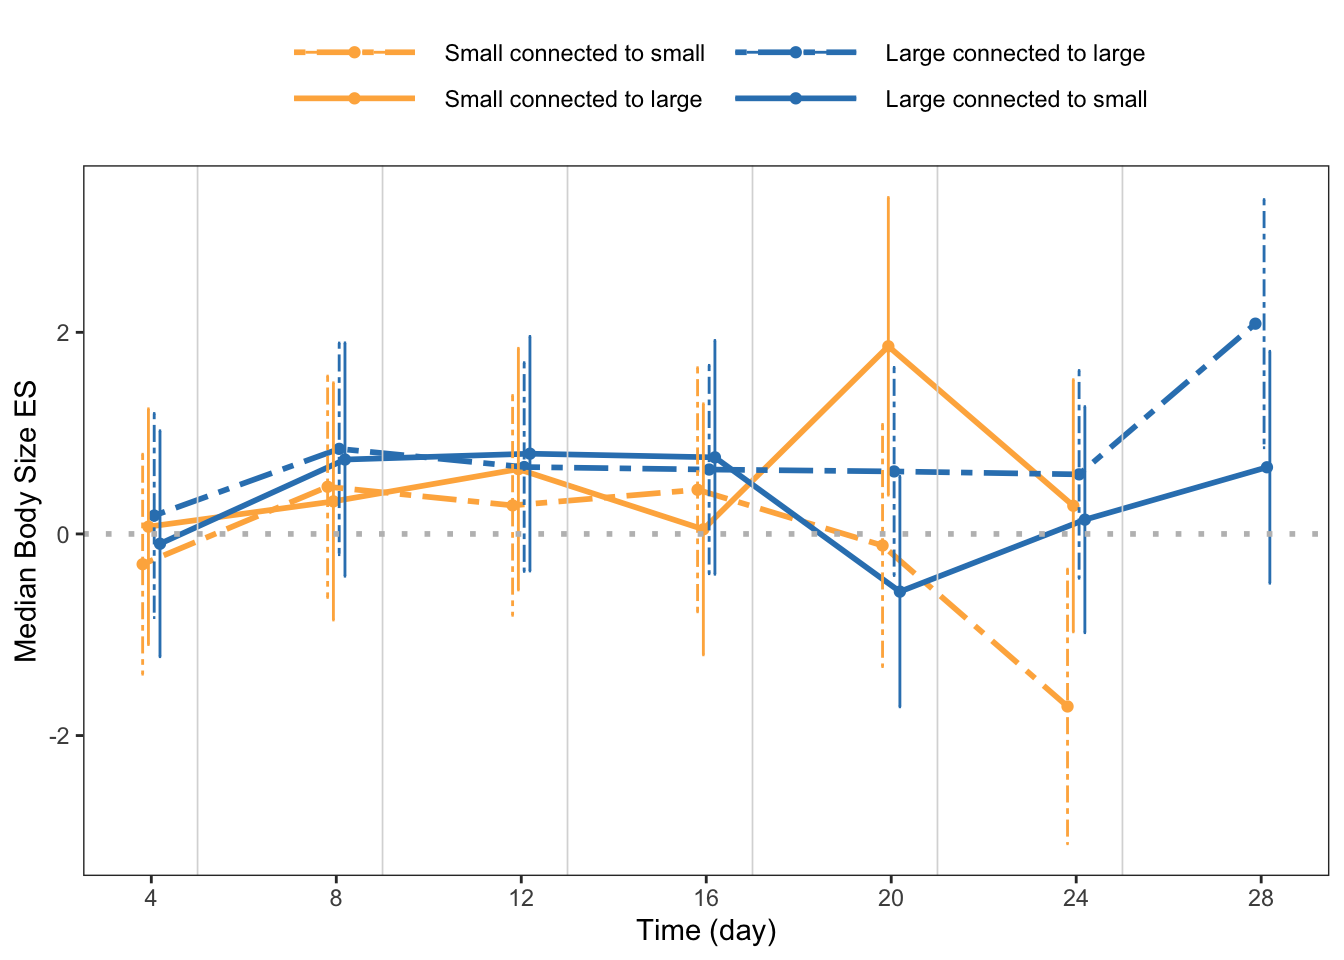 Small connected to small
Large connected to large
Small connected to large
Large connected to small
Median Body Size ES
2
0
-2
4
8
12
16
20
24
28
Time (day)